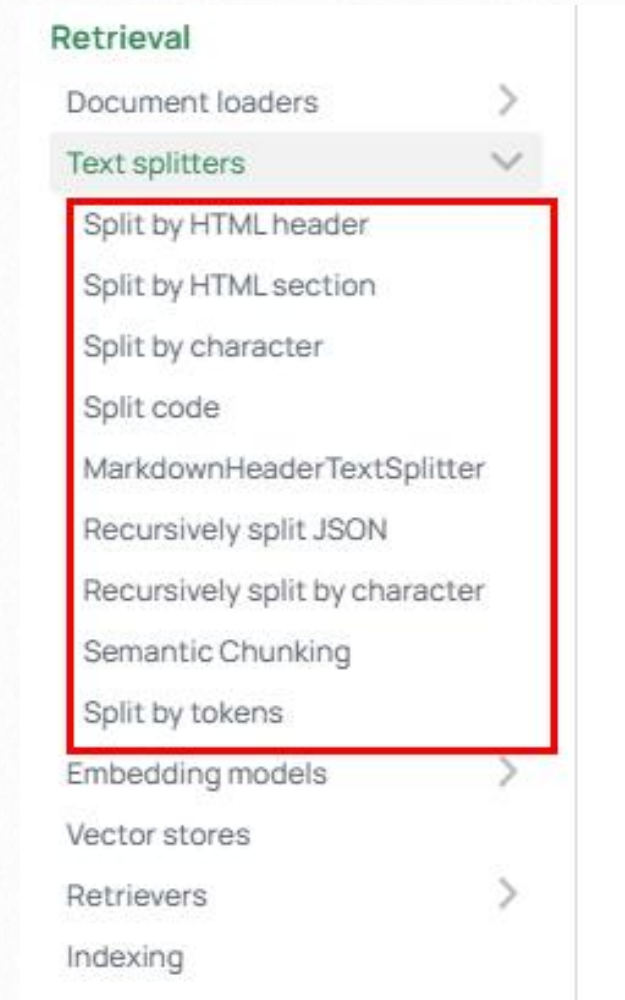 Retrieval
Document loaders
Text splitters
Split by HTML header
Split by HTML section
Split by character
Split code
MarkdownHeaderTextSplitter
Recursively split JSON
Recursively split by character
Semantic Chunking
Split by tokens
Embedding models
Vector stores
Retrievers
Indexing